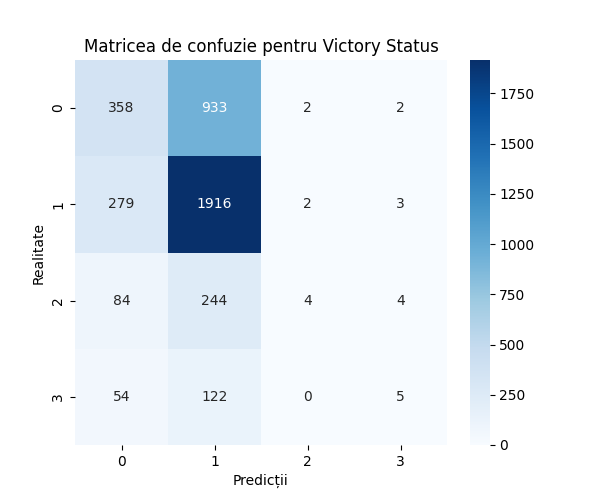 Matricea de confuzie pentru Victory Status
0 358 933 2 2
1 279 1916 2 3
2 84 244 4 4
3 54 122 0 5
0 1 2 3
Realitate
Predicții
1750
1500
1250
1000
750
500
250
0